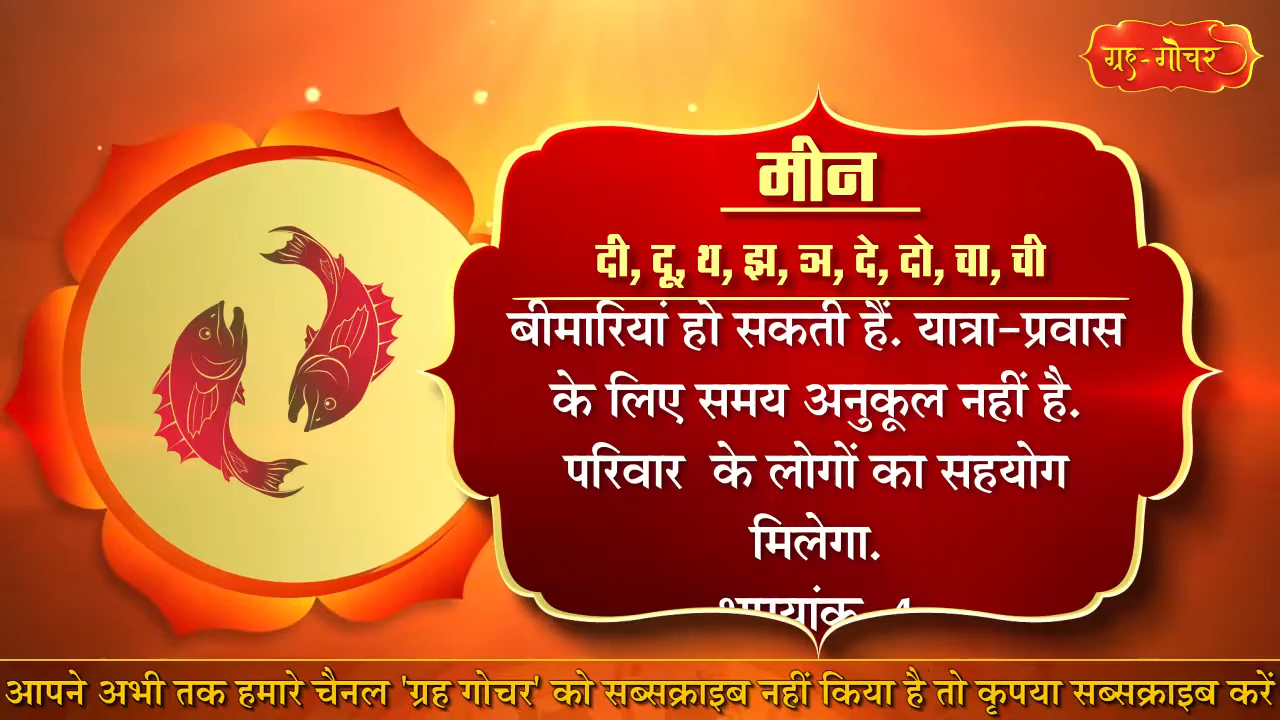 ग्रह-गोचर
मीन
दी, दू, थ, झ, ञ, दे, दो, चा, ची
बीमारियां हो सकती हैं. यात्रा-प्रवास
के लिए समय अनुकूल नहीं है.
परिवार के लोगों का सहयोग
मिलेगा.
आपने अभी तक हमारे चैनल 'ग्रह गोचर' को सब्सक्राइब नहीं किया है तो कृपया सब्सक्राइब करें